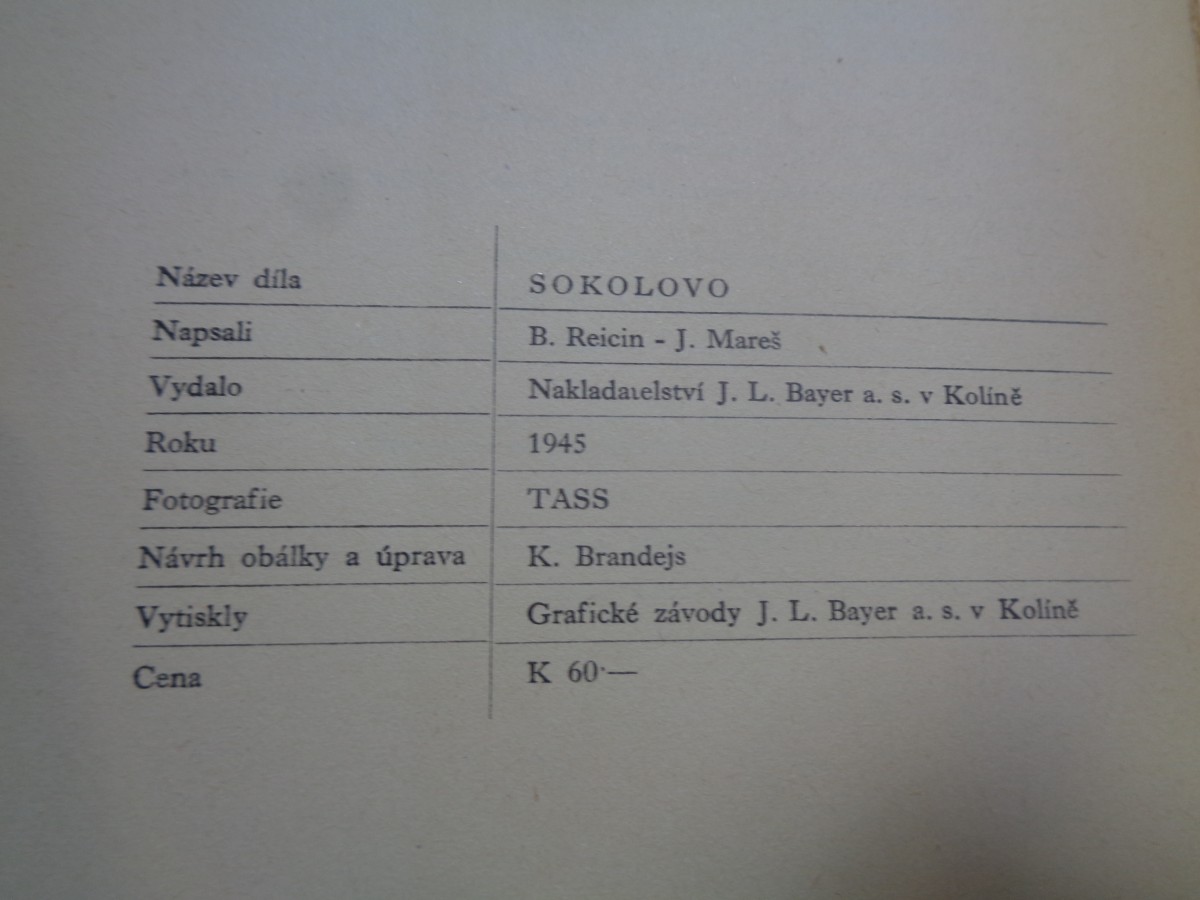 Název díla SOKOLOVO
Napsali B. Reicin - J. Mareš
Vydalo Nakladatelství J. L. Bayer a. s. v Kolíně
Roku 1945
Fotografie TASS
Návrh obálky a úprava K. Brandejs
Vytiskly Grafické závody J. L. Bayer a. s. v Kolíně
Cena K 60·—